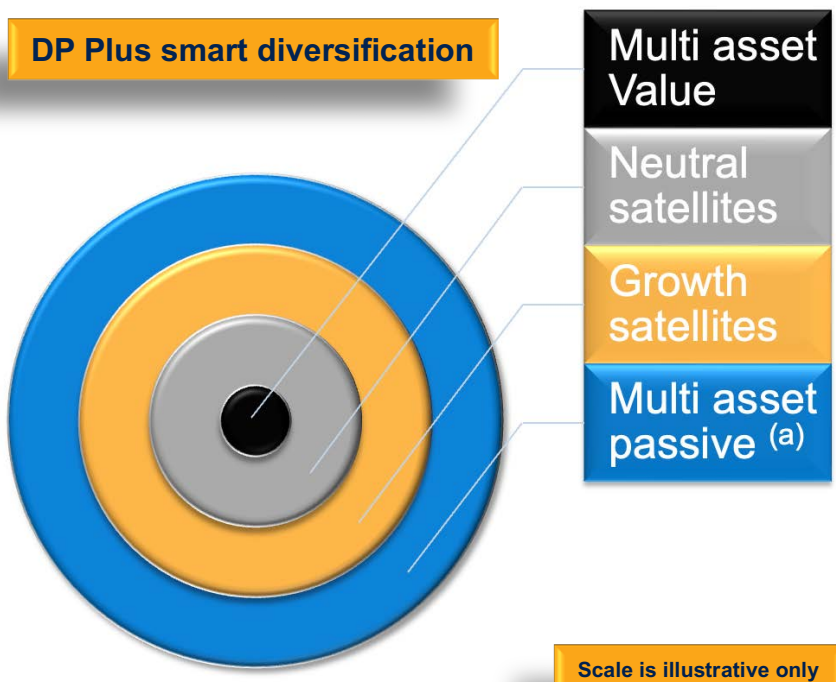 DP Plus smart diversification
Multi asset
Value
Neutral
satellites
Growth
satellites
Multi asset
passive (a)
Scale is illustrative only